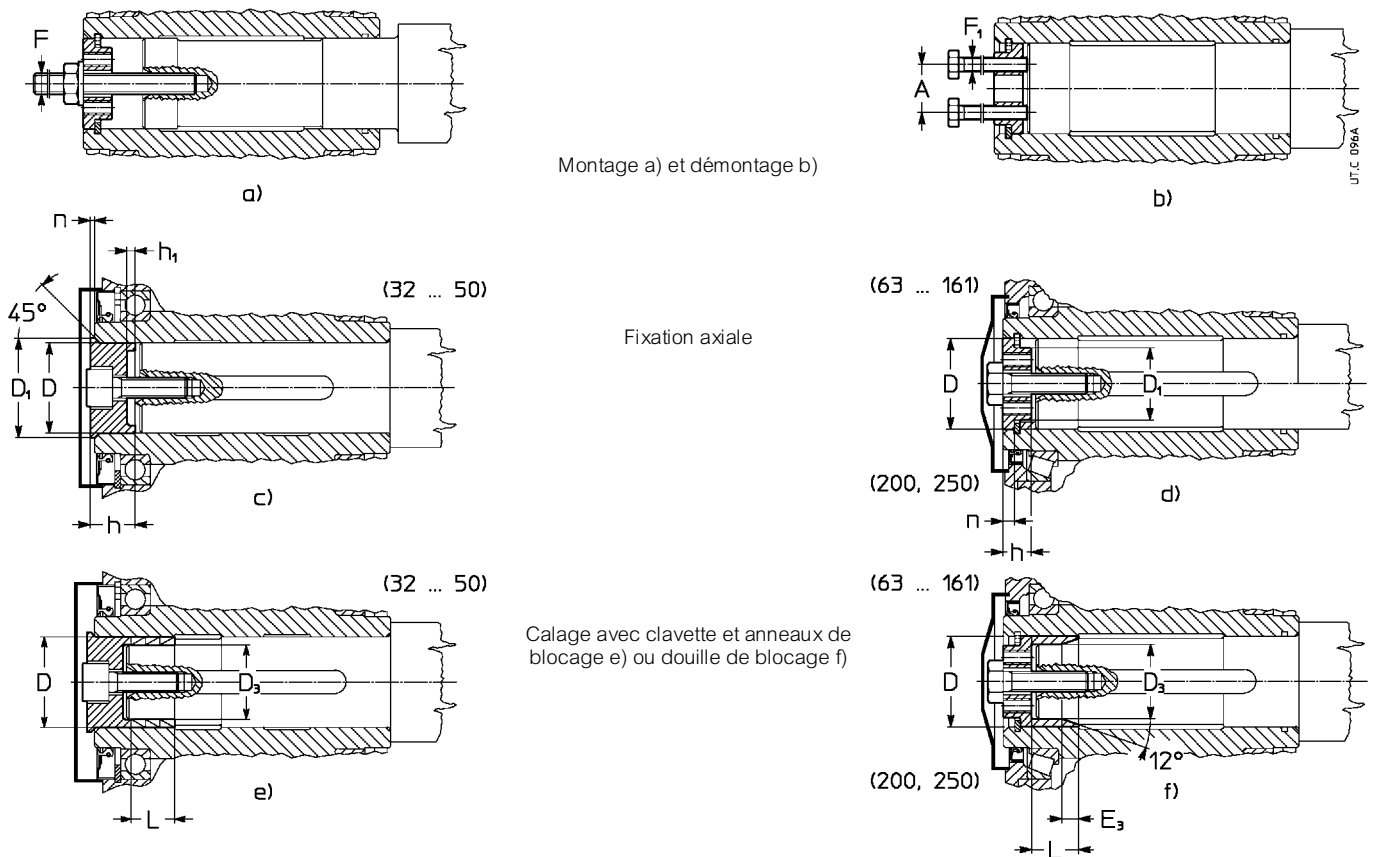 F
F₁
A
UT.C 096A
Montage a) et démontage b)
a)
b)
n
h₁
45°
(32 ... 50)
(63 ... 161)
Fixation axiale
D₁
D
D
D₁
(200, 250)
c)
d)
h
n
h
(32 ... 50)
(63 ... 161)
Calage avec clavette et anneaux de
blocage e) ou douille de blocage f)
D
D₃
D
D₃
12°
(200, 250)
e)
f)
L
E₃
L